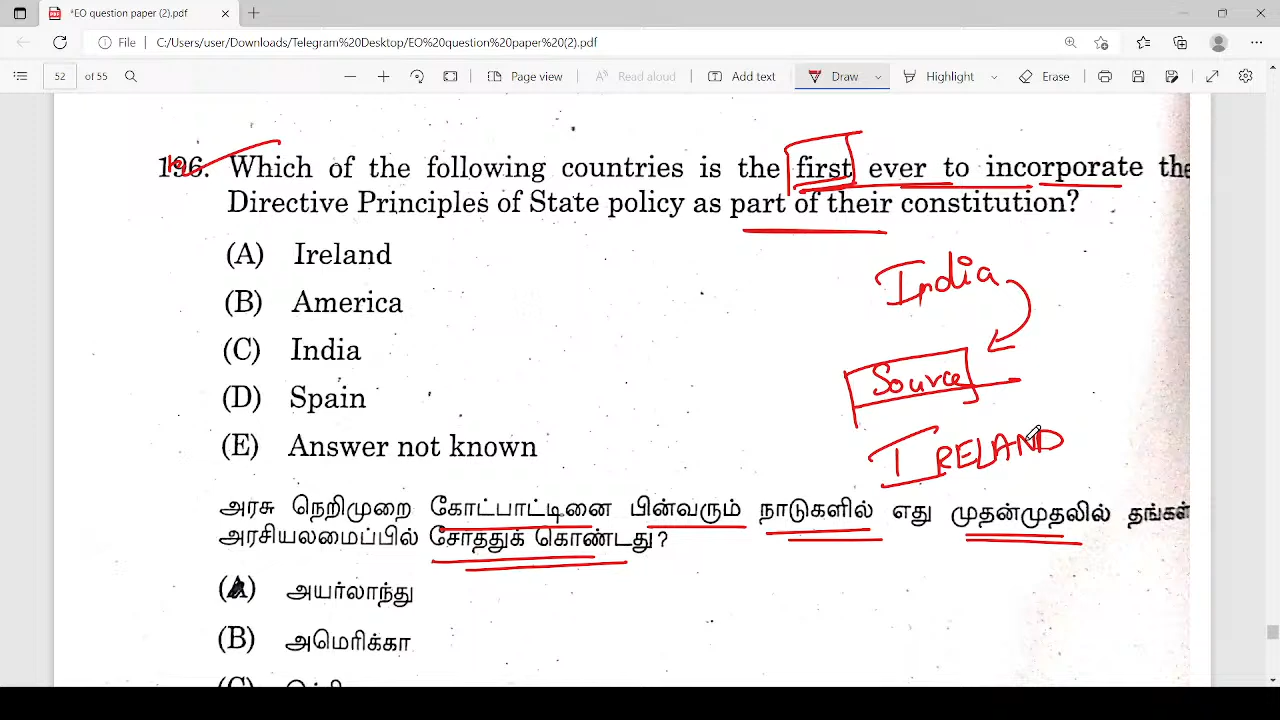 *EO question paper (2).pdf
File C:/Users/user/Downloads/Telegram%20Desktop/EO%20question%20paper%20(2).pdf
52 of 55 Page view Read aloud Add text Draw Highlight Erase
196. Which of the following countries is the first ever to incorporate the
Directive Principles of State policy as part of their constitution?
(A) Ireland
India
(B) America
(C) India
Source
(D) Spain
(E) Answer not known
IRELAND
அரசு நெறிமுறை கோட்பாட்டினை பின்வரும் நாடுகளில் எது முதன்முதலில் தங்கள்
அரசியலமைப்பில் சேர்த்துக் கொண்டது?
(A) அயர்லாந்து
(B) அமெரிக்கா